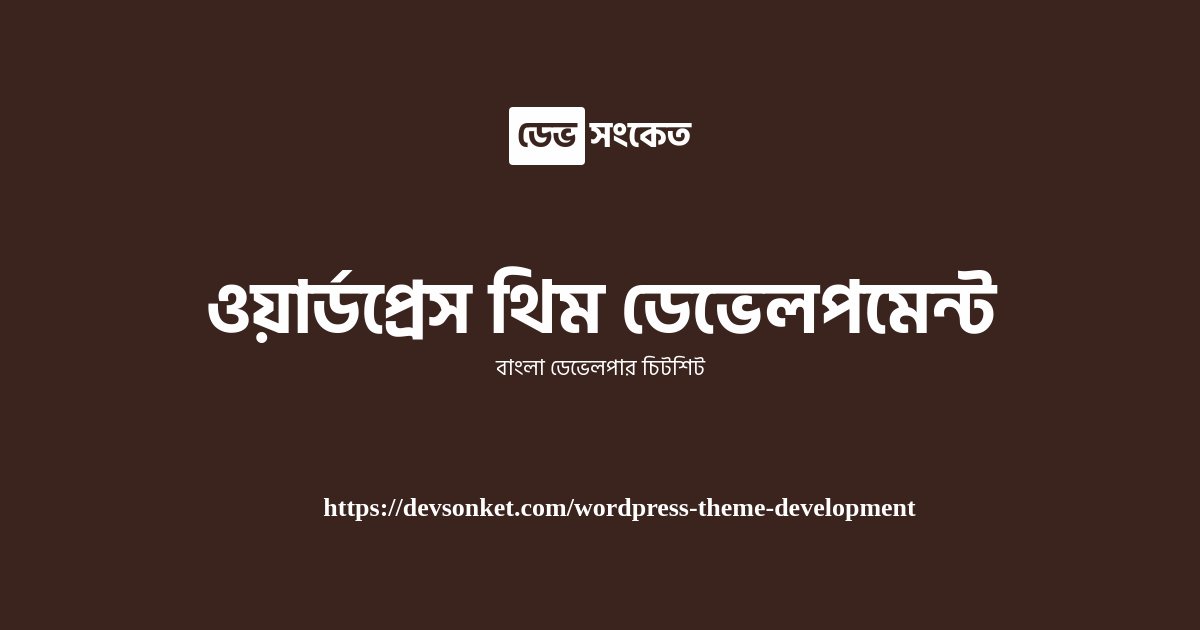 ডেভ সংকেত
ওয়ার্ডপ্রেস থিম ডেভেলপমেন্ট
বাংলা ডেভেলপার চিটশিট
https://devsonket.com/wordpress-theme-development